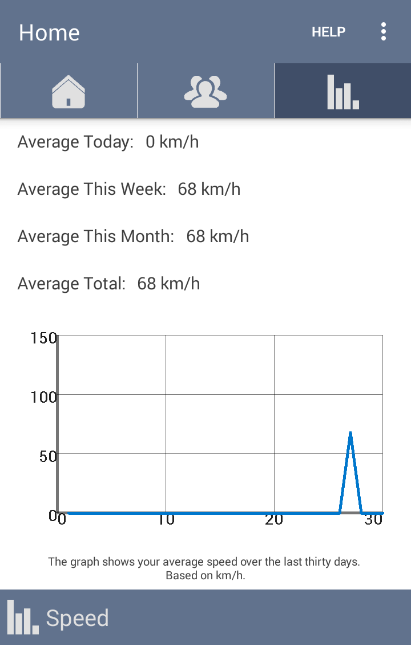 Home
HELP
Average Today: 0 km/h
Average This Week: 68 km/h
Average This Month: 68 km/h
Average Total: 68 km/h
150
100
50
0
0 10 20 30
The graph shows your average speed over the last thirty days.
Based on km/h.
Speed